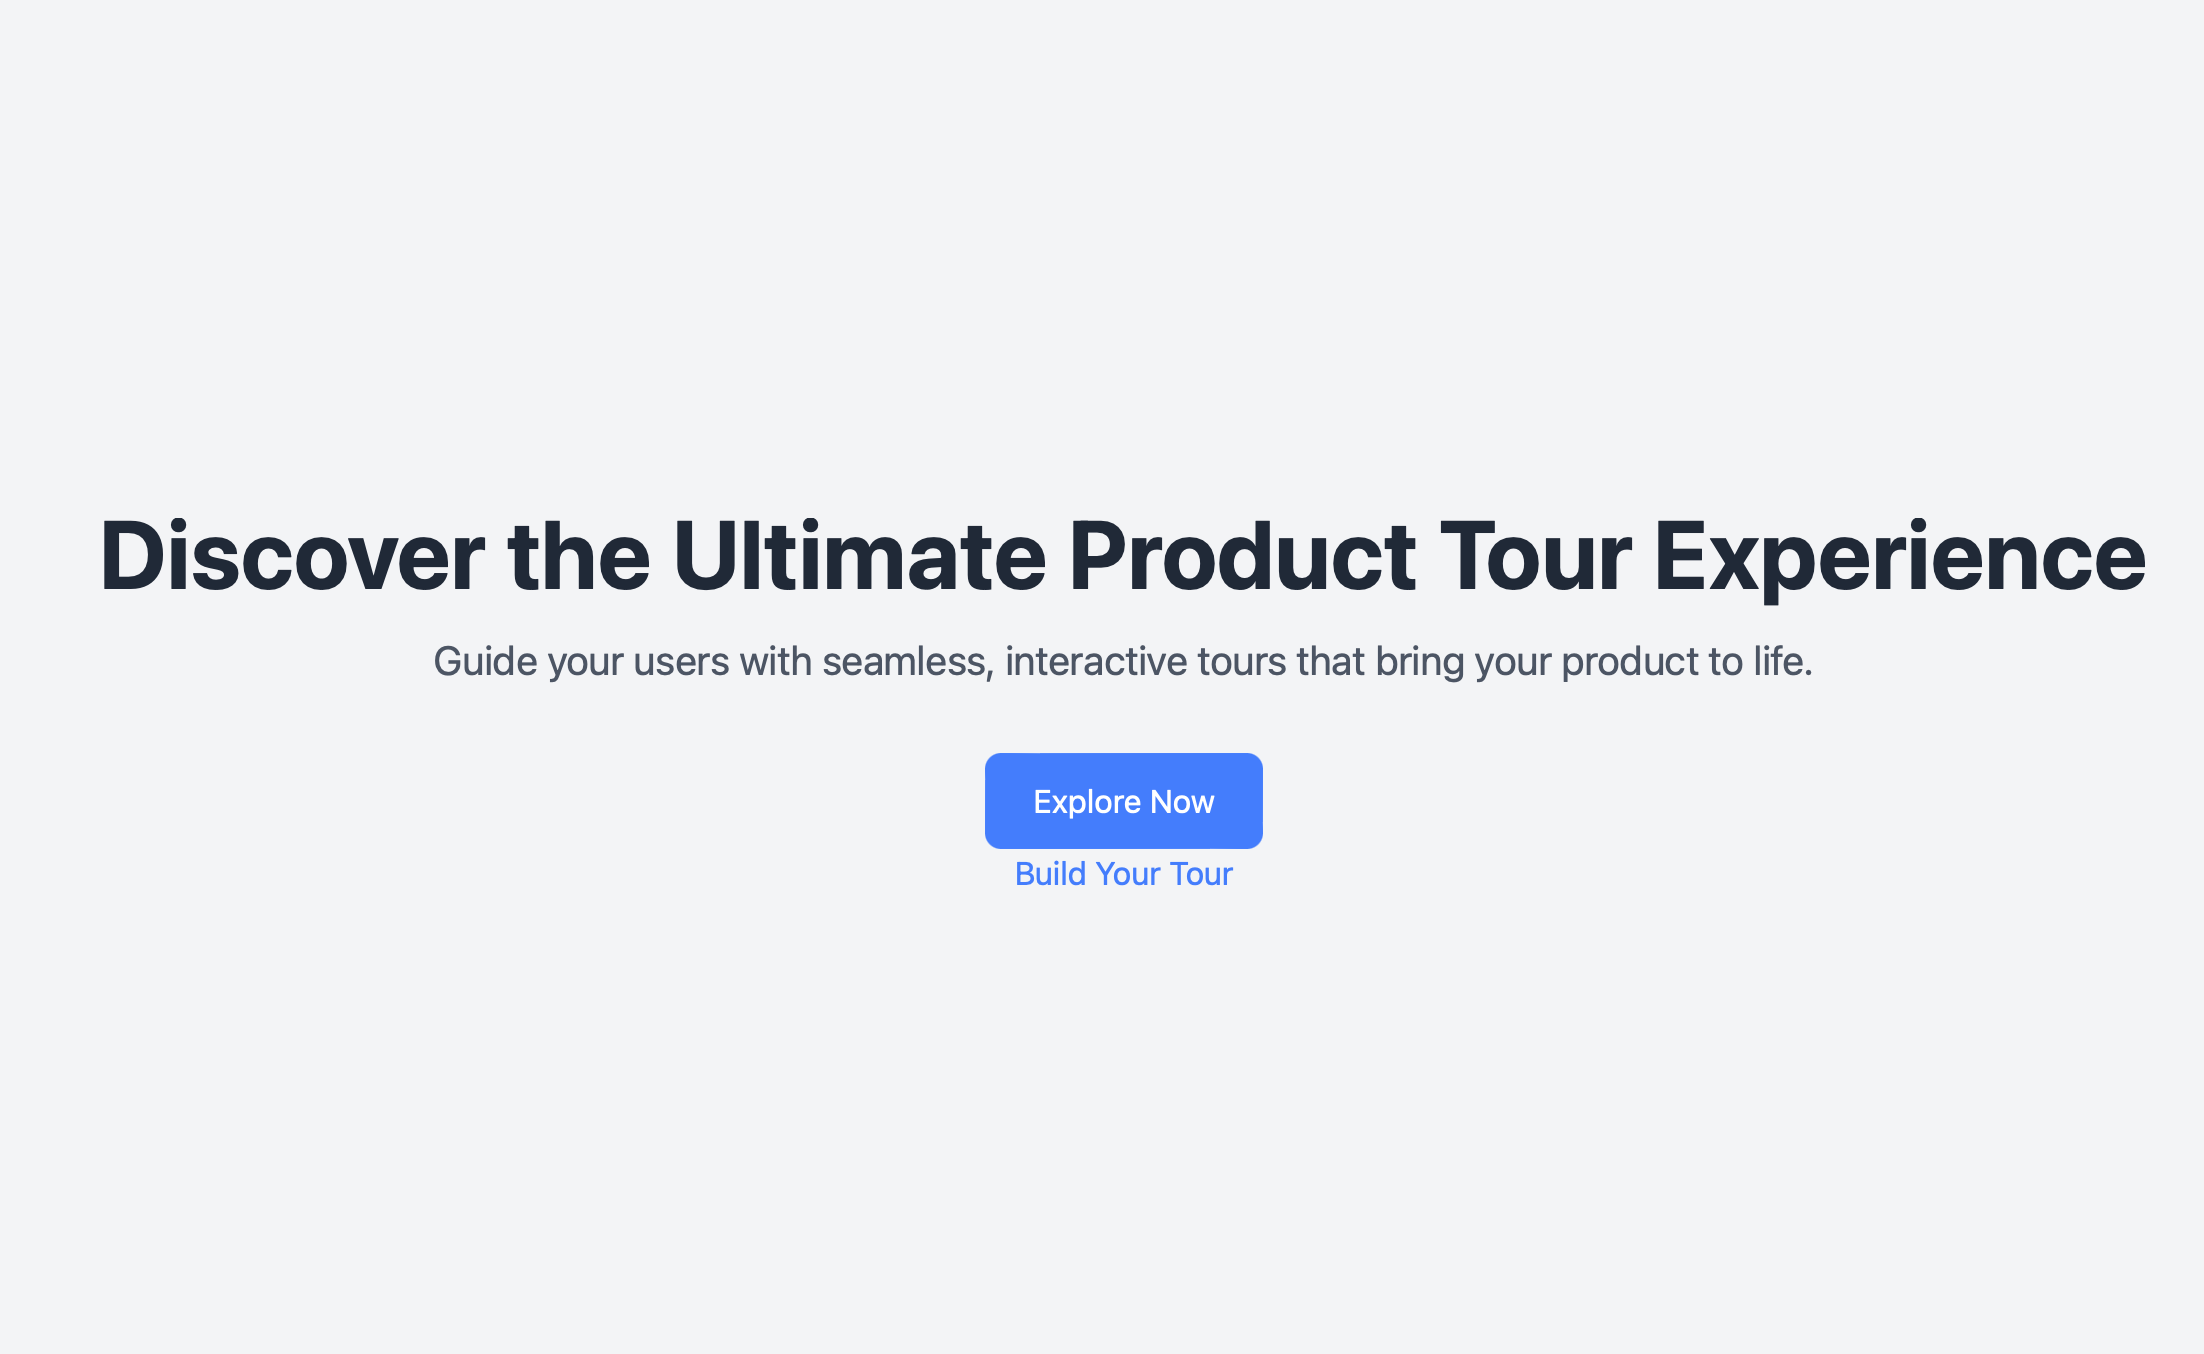 Discover the Ultimate Product Tour Experience
Guide your users with seamless, interactive tours that bring your product to life.
Explore Now
Build Your Tour